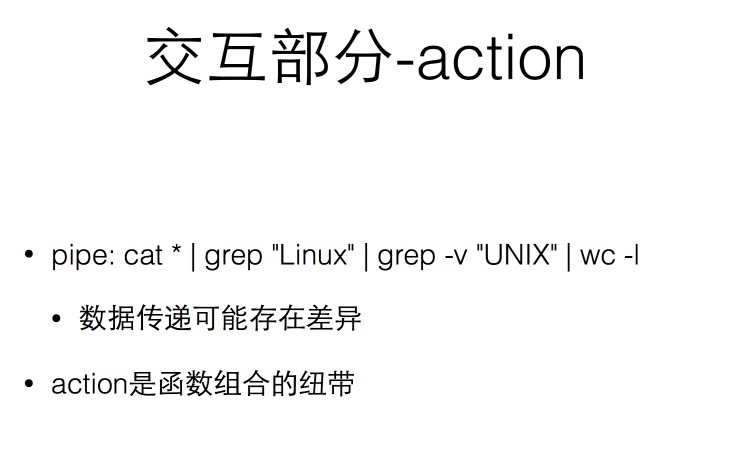 交互部分-action
• pipe: cat * | grep "Linux" | grep -v "UNIX" | wc -l
• 数据传递可能存在差异
• action是函数组合的纽带